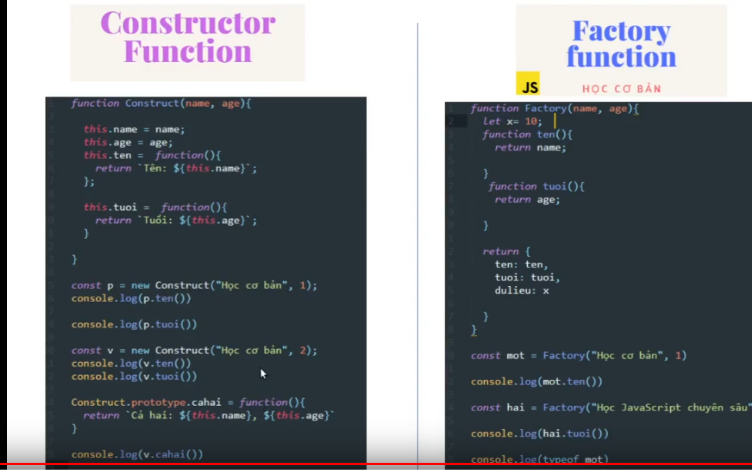 Constructor
Function
function Construct(name, age){
this.name = name;
this.age = age;
this.ten = function(){
return `Tên: ${this.name}`;
};
this.tuoi = function(){
return `Tuổi: ${this.age}`;
}
}
const p = new Construct("Học cơ bản", 1);
console.log(p.ten())
console.log(p.tuoi())
const v = new Construct("Học cơ bản", 2);
console.log(v.ten())
console.log(v.tuoi())
Construct.prototype.cahai = function(){
return `Cả hai: ${this.name}, ${this.age}`
}
console.log(v.cahai())
Factory
function
JS
HỌC CƠ BẢN
function Factory(name, age){
let x= 10;
function ten(){
return name;
}
function tuoi(){
return age;
}
return {
ten: ten,
tuoi: tuoi,
dulieu: x
}
}
const mot = Factory("Học cơ bản", 1)
console.log(mot.ten())
const hai = Factory("Học JavaScript chuyên sâu"
console.log(hai.tuoi())
console.log(typeof mot)